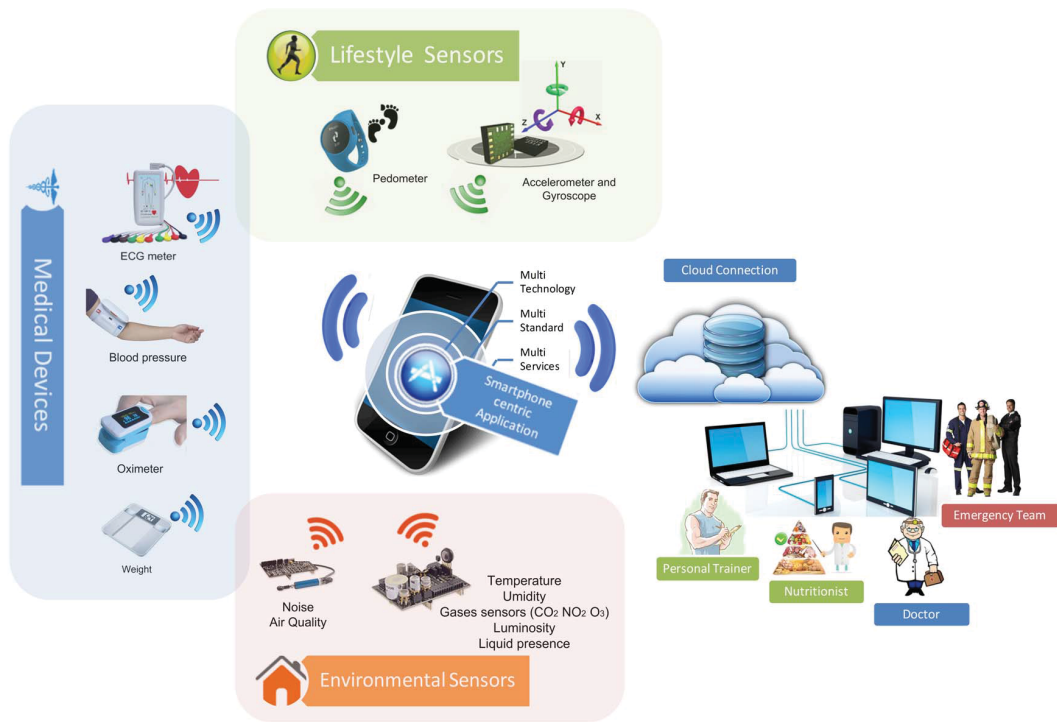 Lifestyle Sensors
Y
Z
X
Pedometer
Accelerometer and
Gyroscope
Medical Devices
ECG meter
Blood pressure
Oximeter
Weight
Multi
Technology
Multi
Standard
Multi
Services
Smartphone
centric
Application
Cloud Connection
Emergency Team
Personal Trainer
Nutritionist
Doctor
Noise
Air Quality
Temperature
Umidity
Gases sensors (CO2 NO2 O3)
Luminosity
Liquid presence
Environmental Sensors